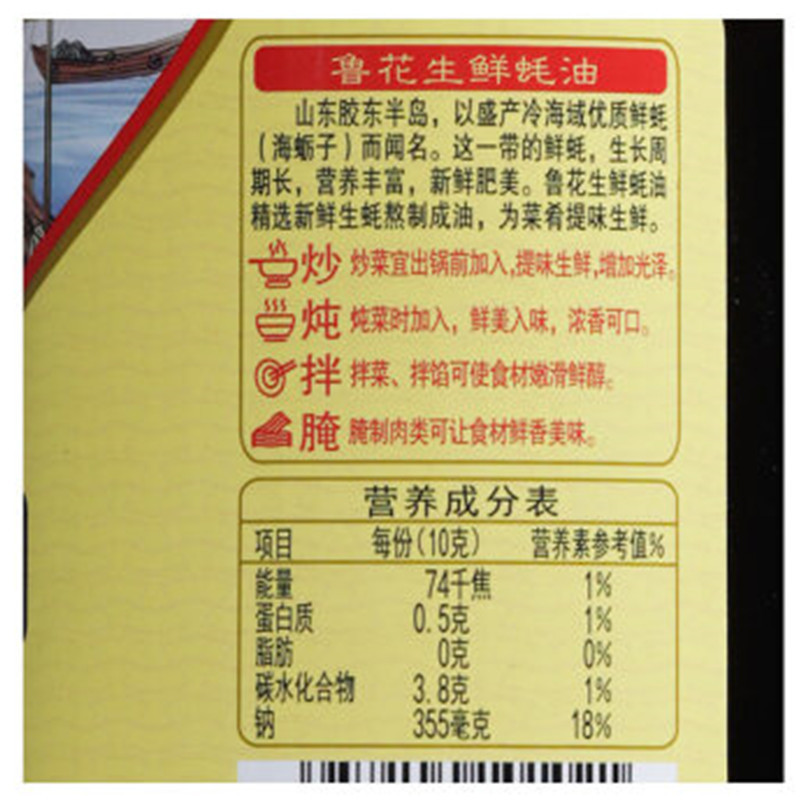 鲁花生鲜蚝油
山东胶东半岛，以盛产冷海域优质鲜蚝
（海蛎子）而闻名。这一带的鲜蚝，生长周
期长，营养丰富，新鲜肥美。鲁花生鲜蚝油
精选新鲜生蚝熬制成油，为菜肴提味生鲜。
炒 炒菜宜出锅前加入,提味生鲜,增加光泽。
炖 炖菜时加入，鲜美入味，浓香可口。
拌 拌菜、拌馅可使食材嫩滑鲜醇。
腌 腌制肉类可让食材鲜香美味。
营养成分表
项目 每份(10克) 营养素参考值%
能量 74千焦 1%
蛋白质 0.5克 1%
脂肪 0克 0%
碳水化合物 3.8克 1%
钠 355毫克 18%